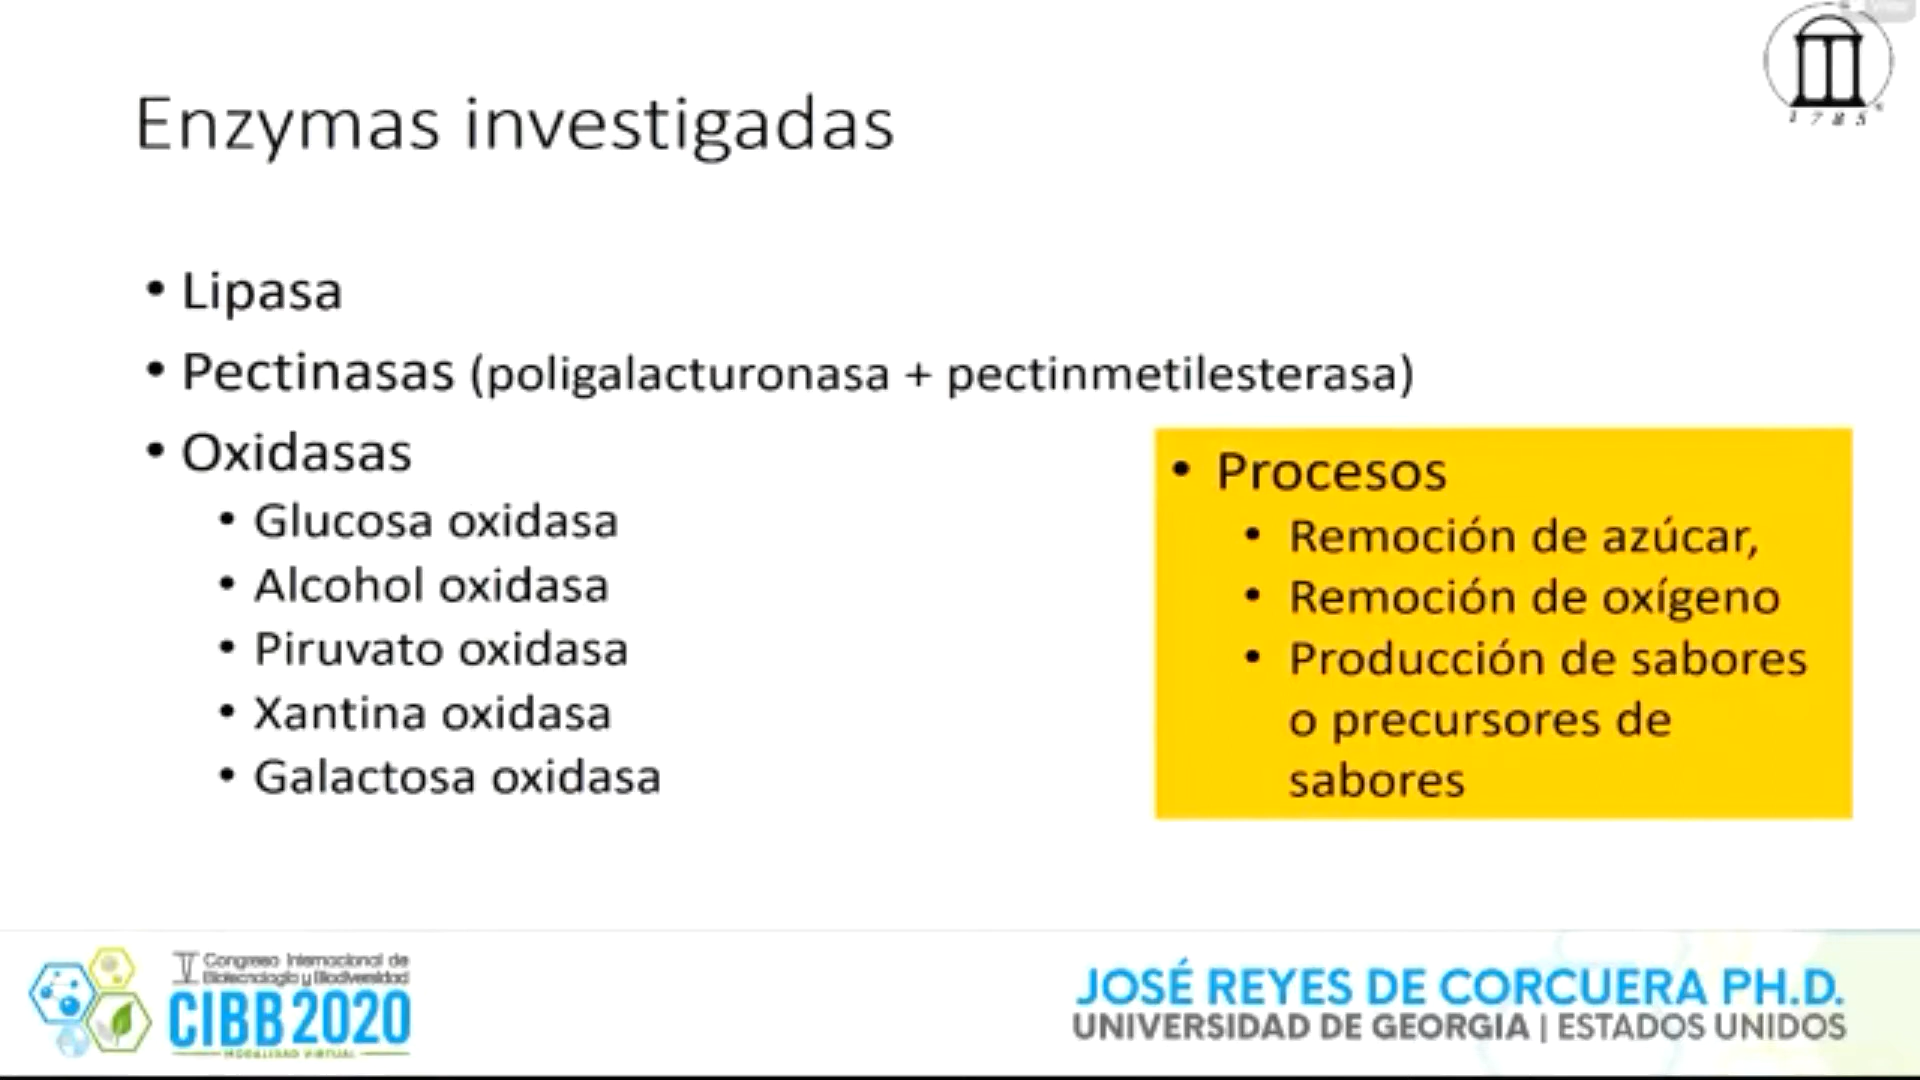 1785
Enzymas investigadas
• Lipasa
• Pectinasas (poligalacturonasa + pectinmetilesterasa)
• Oxidasas
• Glucosa oxidasa
• Alcohol oxidasa
• Piruvato oxidasa
• Xantina oxidasa
• Galactosa oxidasa
• Procesos
• Remoción de azúcar,
• Remoción de oxígeno
• Producción de sabores
o precursores de
sabores
V Congreso Internacional de
Biotecnología y Biodiversidad
CIBB2020
MODALIDAD VIRTUAL
JOSÉ REYES DE CORCUERA PH.D.
UNIVERSIDAD DE GEORGIA | ESTADOS UNIDOS